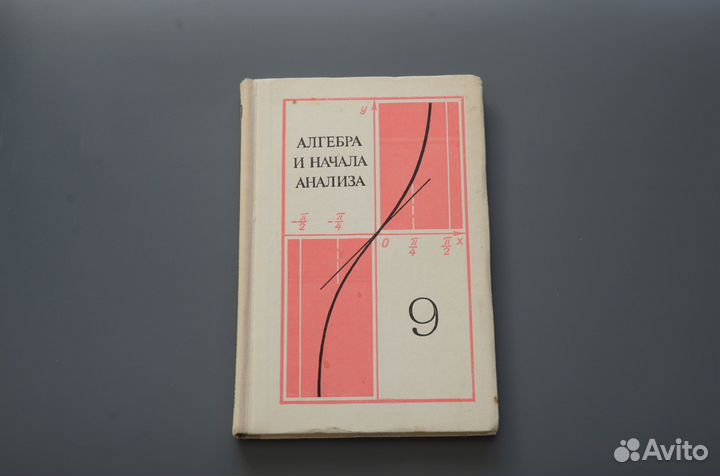 y
АЛГЕБРА
И НАЧАЛА
АНАЛИЗА
-π/2 -π/4 0 π/4 π/2 x
9
Avito